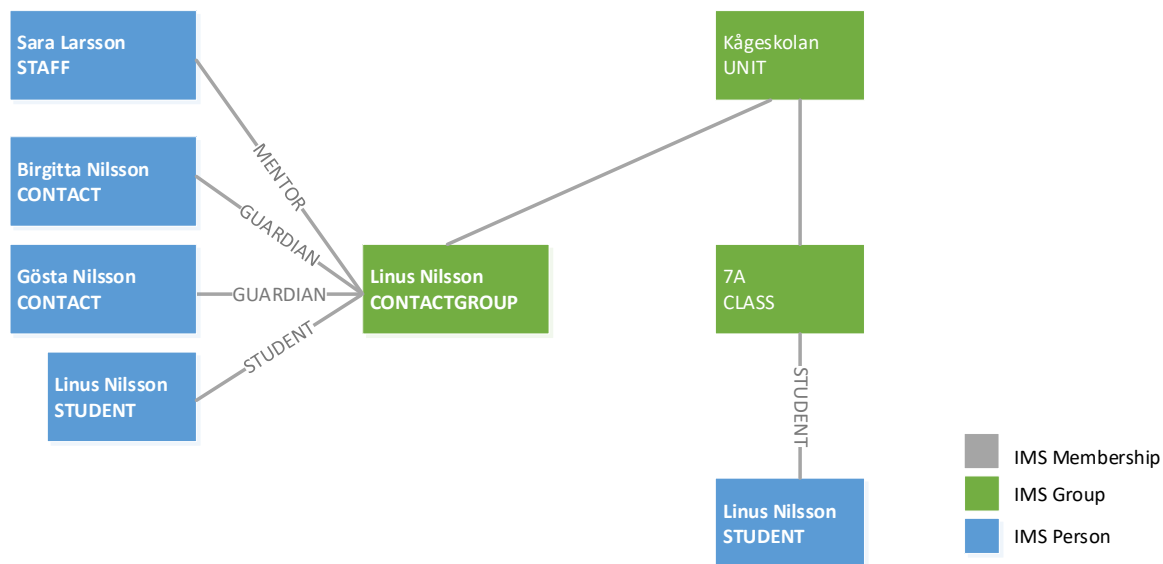 Sara Larsson
STAFF
Kågeskolan
UNIT
MENTOR
Birgitta Nilsson
CONTACT
GUARDIAN
Gösta Nilsson
CONTACT
GUARDIAN
Linus Nilsson
CONTACTGROUP
7A
CLASS
STUDENT
Linus Nilsson
STUDENT
STUDENT
Linus Nilsson
STUDENT
IMS Membership
IMS Group
IMS Person